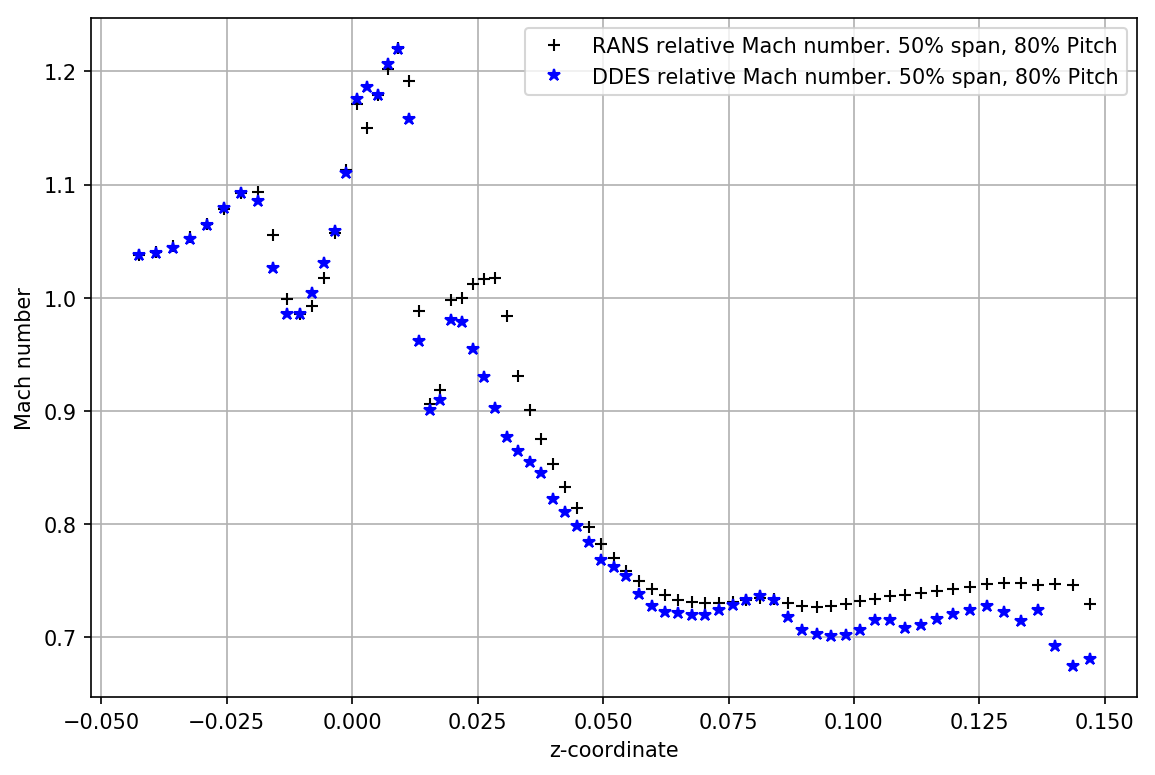 RANS relative Mach number. 50% span, 80% Pitch
DDES relative Mach number. 50% span, 80% Pitch
1.2
1.1
1.0
0.9
0.8
0.7
Mach number
−0.050 −0.025 0.000 0.025 0.050 0.075 0.100 0.125 0.150
z-coordinate